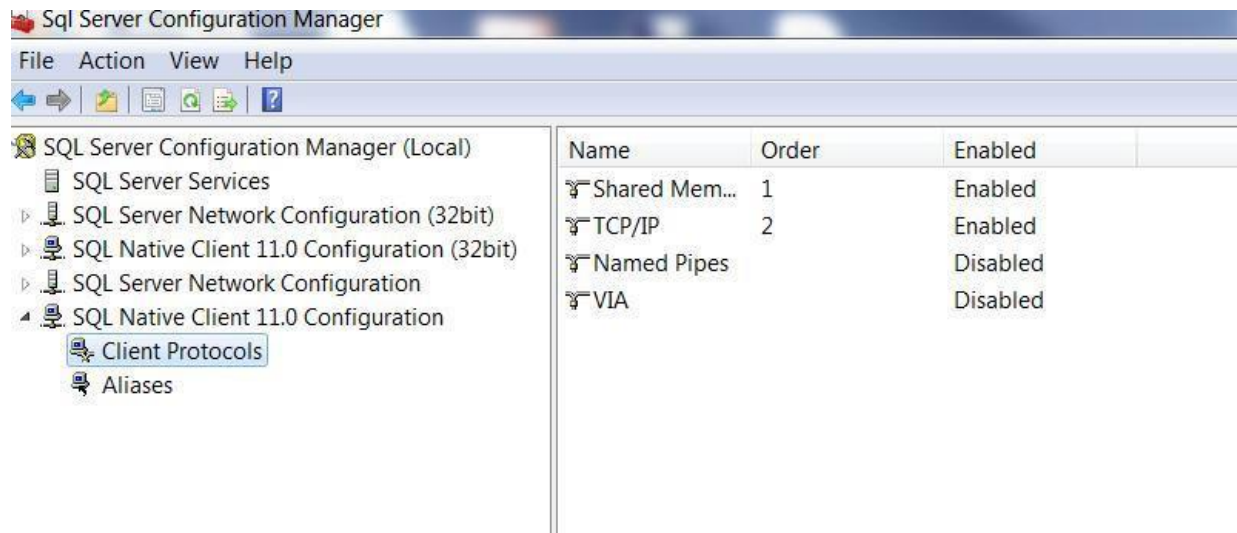 Sql Server Configuration Manager
File Action View Help
SQL Server Configuration Manager (Local)
SQL Server Services
SQL Server Network Configuration (32bit)
SQL Native Client 11.0 Configuration (32bit)
SQL Server Network Configuration
SQL Native Client 11.0 Configuration
Client Protocols
Aliases
Name Order Enabled
Shared Mem... 1 Enabled
TCP/IP 2 Enabled
Named Pipes Disabled
VIA Disabled